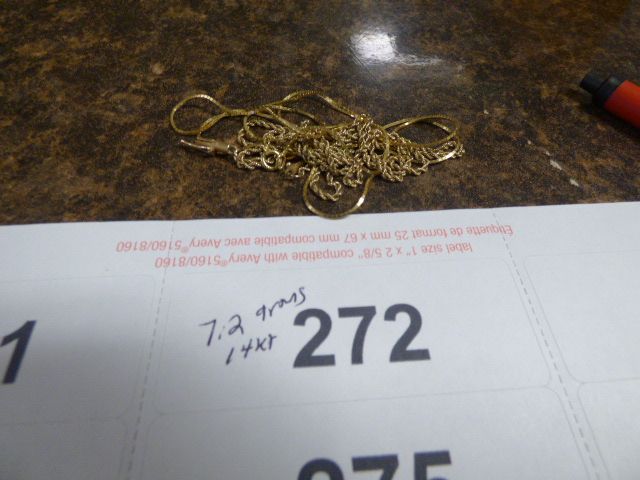 label size 1" x 2 5/8" compatible with Avery®5160/8160
Étiquette de format 25 mm x 67 mm compatible avec Avery®5160/8160
7.2 grams
14kt
272
1
275